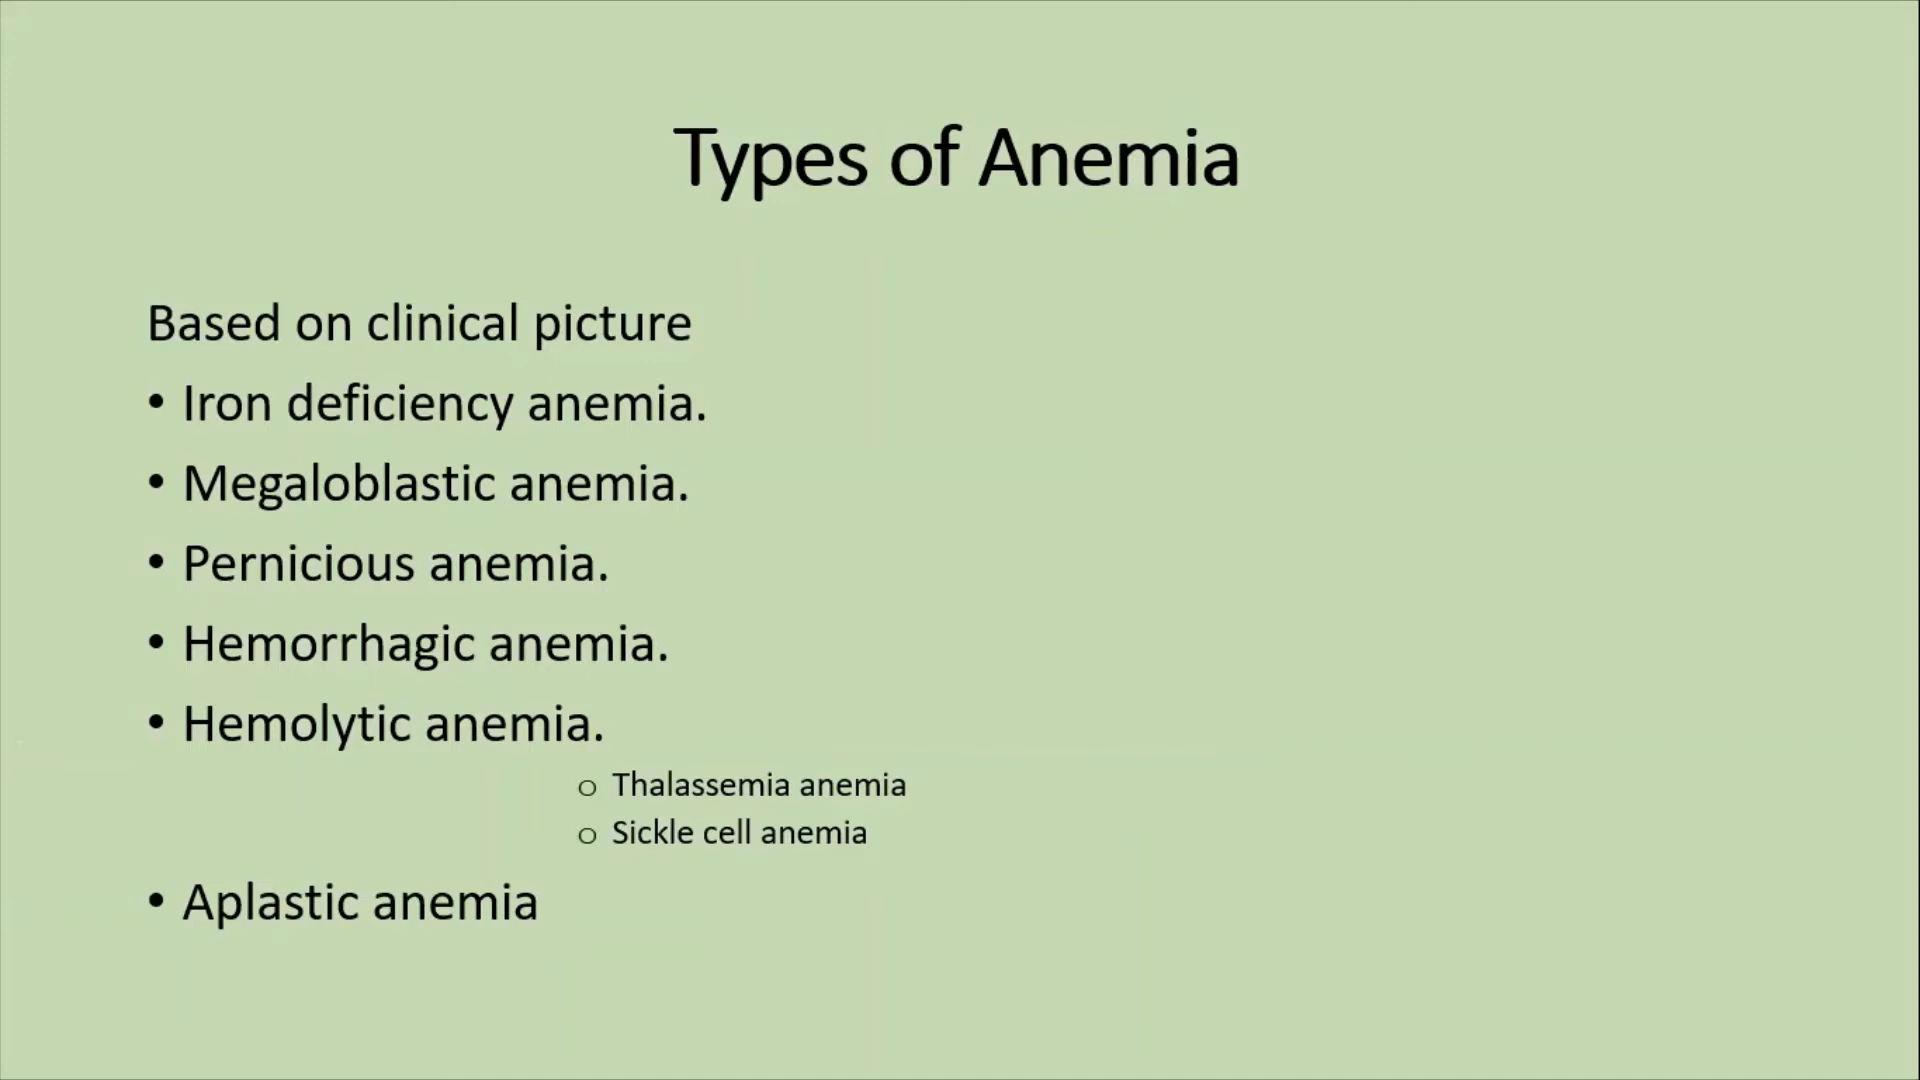 Types of Anemia
Based on clinical picture
• Iron deficiency anemia.
• Megaloblastic anemia.
• Pernicious anemia.
• Hemorrhagic anemia.
• Hemolytic anemia.
o Thalassemia anemia
o Sickle cell anemia
• Aplastic anemia